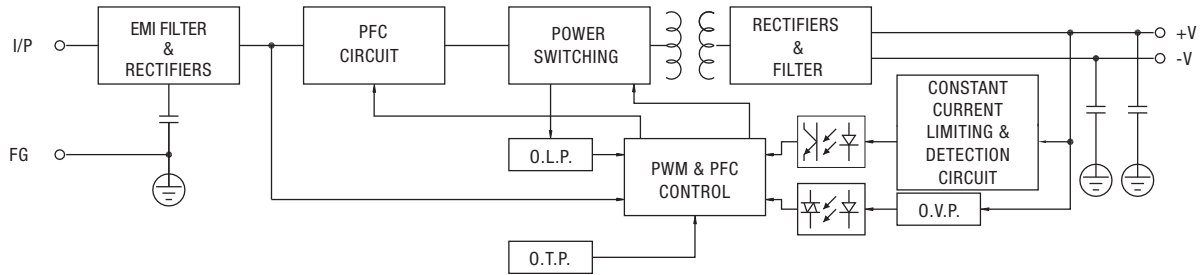 I/P
EMI FILTER
&
RECTIFIERS
PFC
CIRCUIT
POWER
SWITCHING
RECTIFIERS
&
FILTER
+V
-V
CONSTANT
CURRENT
LIMITING &
DETECTION
CIRCUIT
FG
O.L.P.
PWM & PFC
CONTROL
O.V.P.
O.T.P.